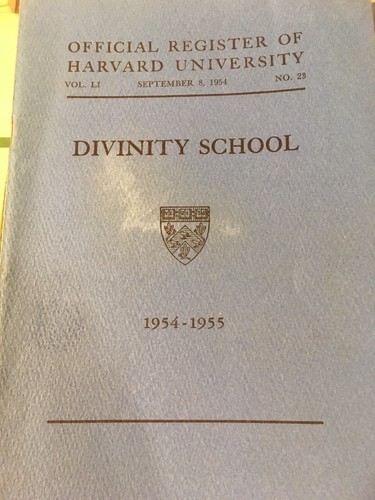 OFFICIAL REGISTER OF
HARVARD UNIVERSITY
VOL. LI SEPTEMBER 8, 1954 NO. 23
DIVINITY SCHOOL
1954-1955